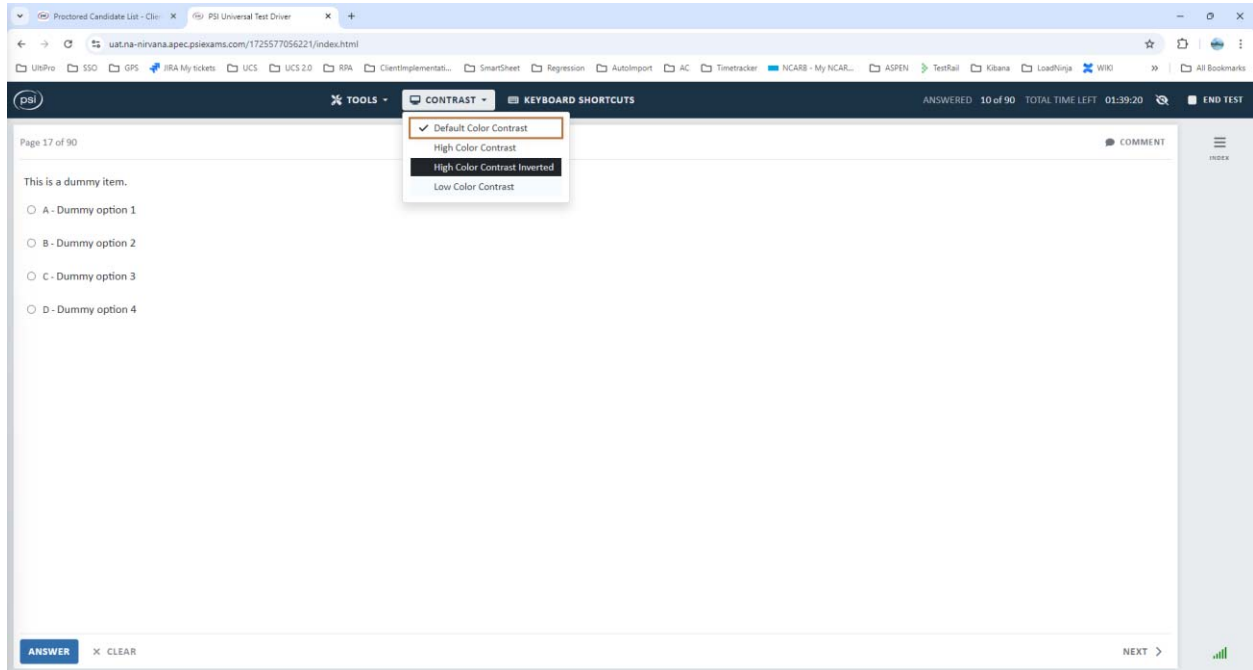 Proctored Candidate List - Clie
PSI Universal Test Driver
uat.na-nirvana.apec.psiexams.com/1725577056221/index.html
UltiPro SSO GPS JIRA My tickets UCS UCS 2.0 RPA ClientImplementati... SmartSheet Regression AutoImport AC Timetracker NCARB - My NCAR... ASPEN TestRail Kibana LoadNinja WIKI » All Bookmarks
psi TOOLS CONTRAST KEYBOARD SHORTCUTS ANSWERED 10 of 90 TOTAL TIME LEFT 01:39:20 END TEST
Default Color Contrast
High Color Contrast
High Color Contrast Inverted
Low Color Contrast
Page 17 of 90 COMMENT
INDEX
This is a dummy item.
A - Dummy option 1
B - Dummy option 2
C - Dummy option 3
D - Dummy option 4
ANSWER CLEAR NEXT